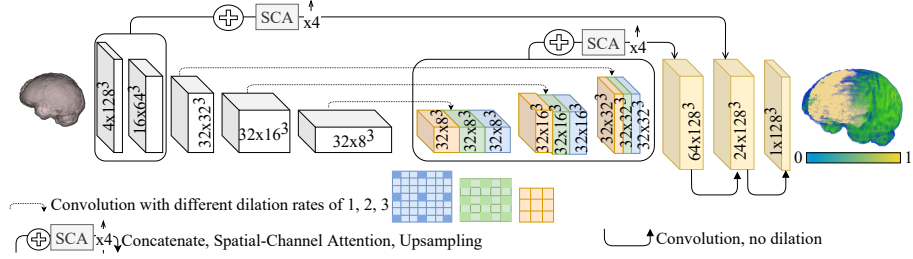 SCA x4
SCA x4
4x128³
16x64³
32x32³
32x16³
32x8³
32x8³
32x8³
32x8³
32x16³
32x16³
32x16³
32x32³
32x32³
32x32³
64x128³
24x128³
1x128³
0 1
Convolution with different dilation rates of 1, 2, 3
SCA x4 Concatenate, Spatial-Channel Attention, Upsampling
Convolution, no dilation